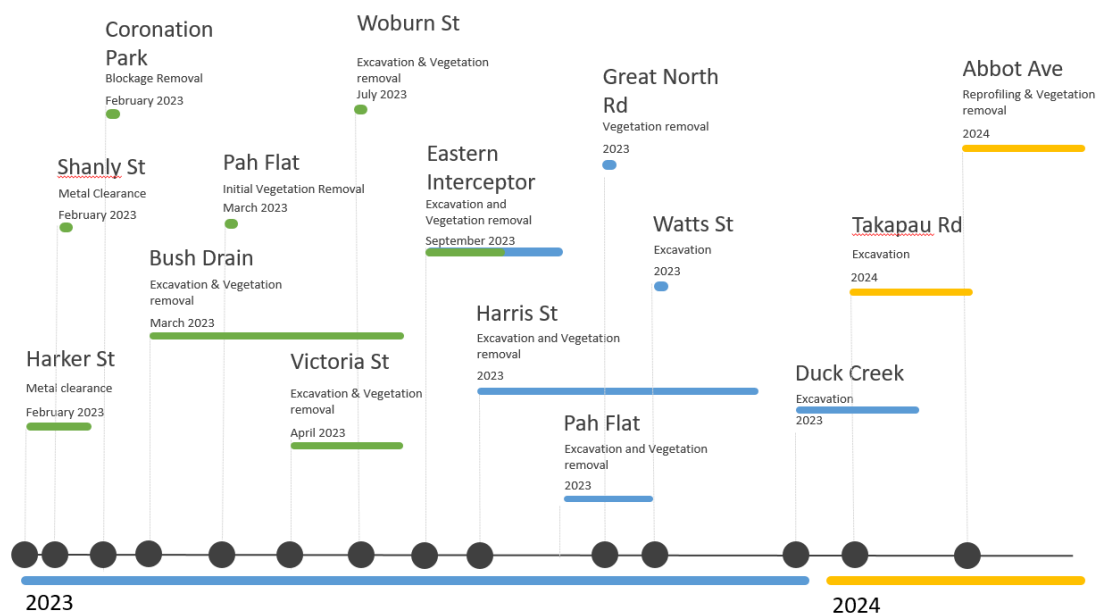 Coronation
Park
Blockage Removal
February 2023
Woburn St
Excavation & Vegetation
removal
July 2023
Great North
Rd
Vegetation removal
2023
Abbot Ave
Reprofiling & Vegetation
removal
2024
Shanly St
Metal Clearance
February 2023
Pah Flat
Initial Vegetation Removal
March 2023
Eastern
Interceptor
Excavation and
Vegetation removal
September 2023
Watts St
Excavation
2023
Takapau Rd
Excavation
2024
Bush Drain
Excavation & Vegetation
removal
March 2023
Harris St
Excavation and Vegetation
removal
2023
Harker St
Metal clearance
February 2023
Victoria St
Excavation & Vegetation
removal
April 2023
Duck Creek
Excavation
2023
Pah Flat
Excavation and Vegetation
removal
2023
2023
2024